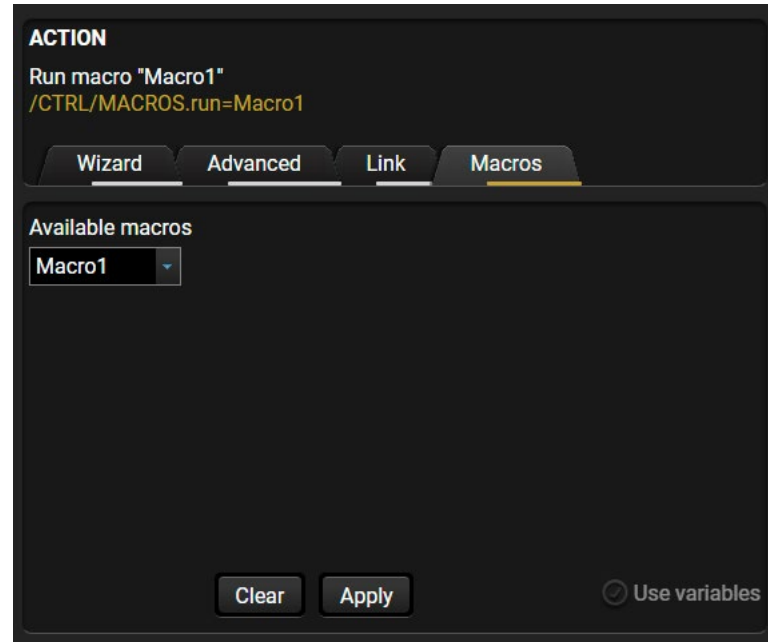 ACTION
Run macro "Macro1"
/CTRL/MACROS.run=Macro1
Wizard Advanced Link Macros
Available macros
Macro1
Clear Apply Use variables